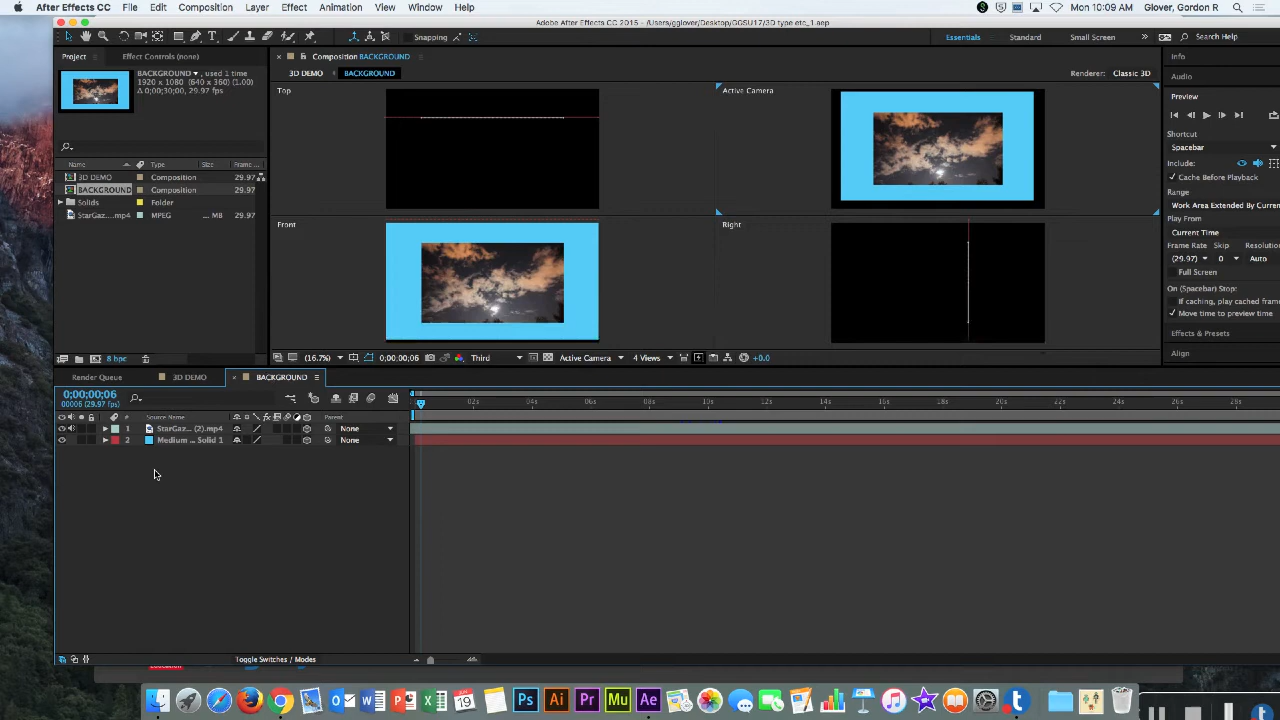 After Effects CC File Edit Composition Layer Effect Animation View Window Help
Mon 10:09 AM Glover, Gordon R
Adobe After Effects CC 2015 - /Users/gglover/Desktop/GDSU17/3D type etc_1.aep
Snapping
Essentials Standard Small Screen Search Help
Project Effect Controls (none)
Composition BACKGROUND
Info
BACKGROUND , used 1 time
1920 x 1080 (640 x 360) (1.00)
Δ 0;00;30;00, 29.97 fps
3D DEMO BACKGROUND
Renderer: Classic 3D
Audio
Top
Active Camera
Preview
Shortcut
Spacebar
Name Type Size Frame ...
Include:
3D DEMO Composition 29.97
Cache Before Playback
BACKGROUND Composition 29.97
Range
Solids Folder
Work Area Extended By Current
StarGaz....mp4 MPEG ... MB 29.97
Play From
Front
Right
Current Time
Frame Rate Skip Resolution
(29.97) 0 Auto
Full Screen
On (Spacebar) Stop:
If caching, play cached frame
Move time to preview time
Effects & Presets
Align
8 bpc
(16.7%) 0;00;00;06 Third Active Camera 4 Views +0.0
Render Queue 3D DEMO BACKGROUND
0;00;00;06
00006 (29.97 fps)
02s 04s 06s 08s 10s 12s 14s 16s 18s 20s 22s 24s 26s 28s
# Source Name Parent
1 StarGaz... (2).mp4 None
2 Medium ... Solid 1 None
Toggle Switches / Modes
JUN
19
Ps Ai Pr Mu Ae